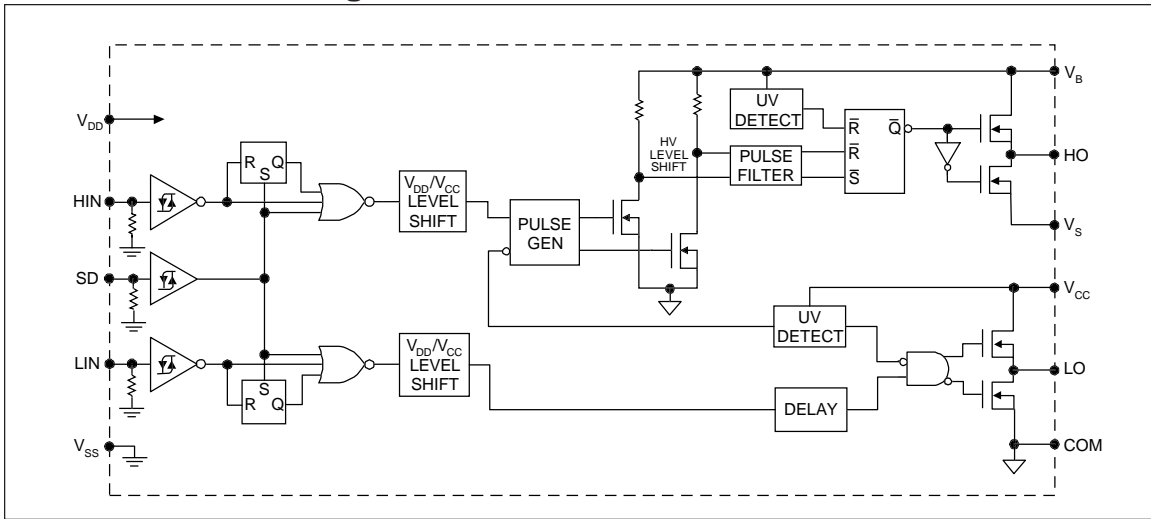 V_DD
HIN
SD
LIN
V_SS
R Q
S
S
R Q
V_DD/V_CC
LEVEL
SHIFT
V_DD/V_CC
LEVEL
SHIFT
PULSE
GEN
HV
LEVEL
SHIFT
UV
DETECT
PULSE
FILTER
R̅ Q̅
R̅
S̅
UV
DETECT
DELAY
V_B
HO
V_S
V_CC
LO
COM